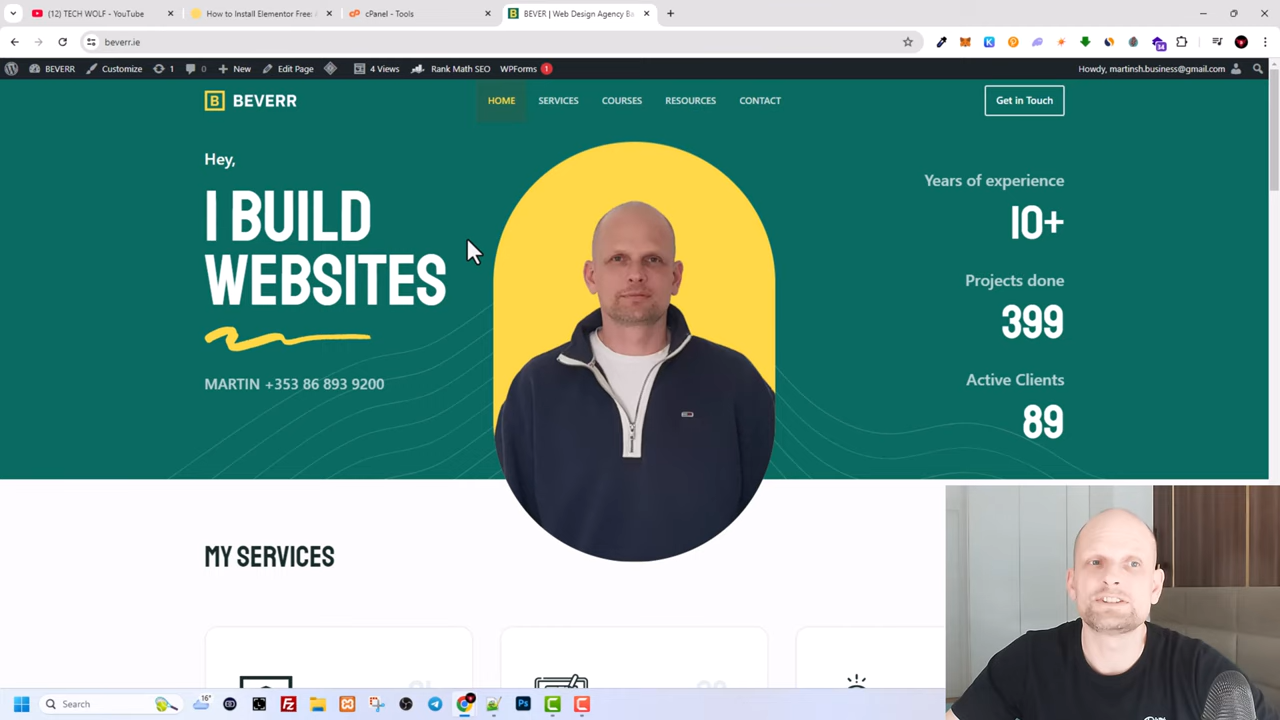 (12) TECH WOLF - YouTube
How to Install Elementor Free: A
cPanel - Tools
BEVER | Web Design Agency Ba
beverr.ie
BEVERR
Customize
1
0
New
Edit Page
4 Views
Rank Math SEO
WPForms 1
Howdy, martinsh.business@gmail.com
B BEVERR
HOME
SERVICES
COURSES
RESOURCES
CONTACT
Get in Touch
Hey,
I BUILD
WEBSITES
MARTIN +353 86 893 9200
Years of experience
10+
Projects done
399
Active Clients
89
MY SERVICES
Search
16°
Ps